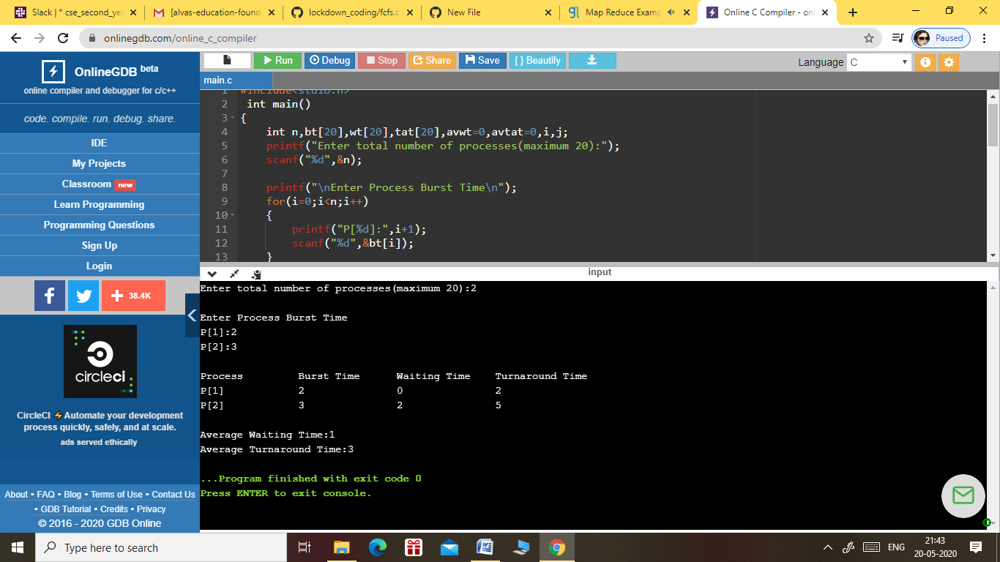 Slack | * cse_second_yea
[alvas-education-found
lockdown_coding/fcfs.c
New File
Map Reduce Examp
Online C Compiler - onl
onlinegdb.com/online_c_compiler
Paused
OnlineGDB beta
online compiler and debugger for c/c++
code. compile. run. debug. share.
IDE
My Projects
Classroom new
Learn Programming
Programming Questions
Sign Up
Login
38.4K
circleci
CircleCI ⚡Automate your development
process quickly, safely, and at scale.
ads served ethically
About • FAQ • Blog • Terms of Use • Contact Us
• GDB Tutorial • Credits • Privacy
© 2016 - 2020 GDB Online
Run Debug Stop Share Save { } Beautify
Language C
main.c
1 #include<stdio.h>
2 int main()
3 {
4 int n,bt[20],wt[20],tat[20],avwt=0,avtat=0,i,j;
5 printf("Enter total number of processes(maximum 20):");
6 scanf("%d",&n);
7
8 printf("\nEnter Process Burst Time\n");
9 for(i=0;i<n;i++)
10 {
11 printf("P[%d]:",i+1);
12 scanf("%d",&bt[i]);
13 }
input
Enter total number of processes(maximum 20):2
Enter Process Burst Time
P[1]:2
P[2]:3
Process Burst Time Waiting Time Turnaround Time
P[1] 2 0 2
P[2] 3 2 5
Average Waiting Time:1
Average Turnaround Time:3
...Program finished with exit code 0
Press ENTER to exit console.
Type here to search
ENG
21:43
20-05-2020